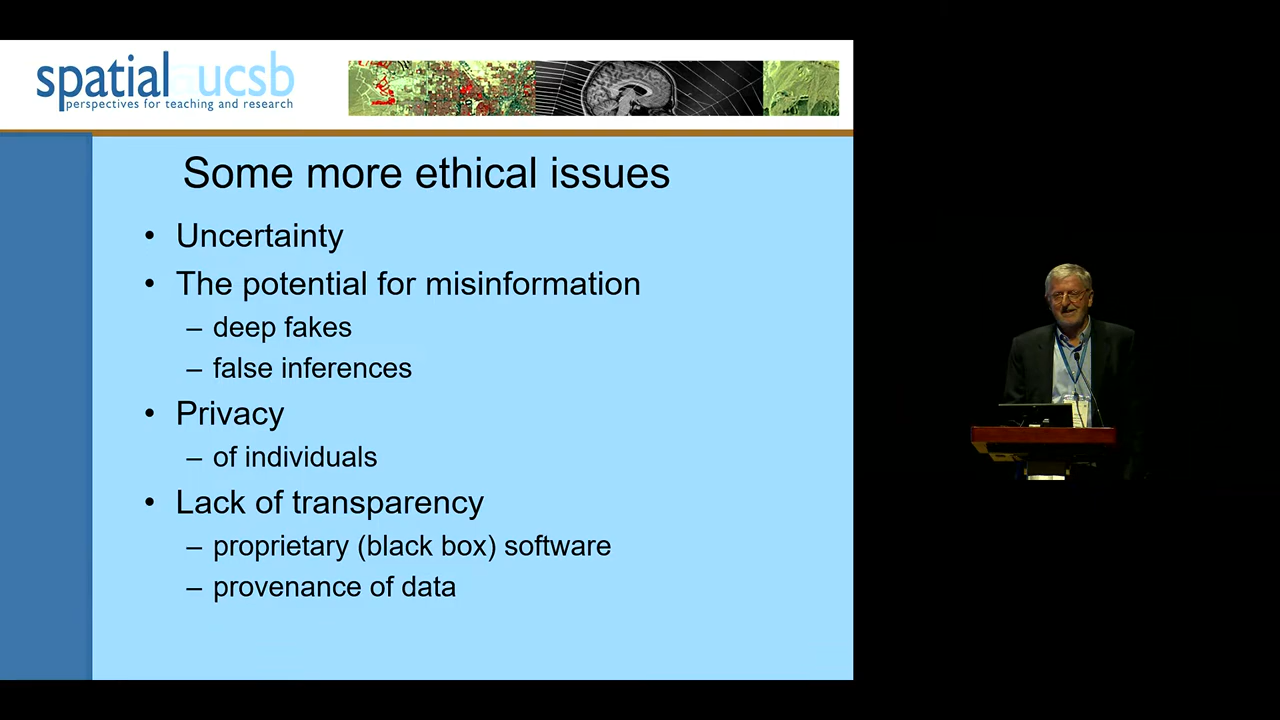 spatial@ucsb
perspectives for teaching and research
Some more ethical issues
• Uncertainty
• The potential for misinformation
– deep fakes
– false inferences
• Privacy
– of individuals
• Lack of transparency
– proprietary (black box) software
– provenance of data